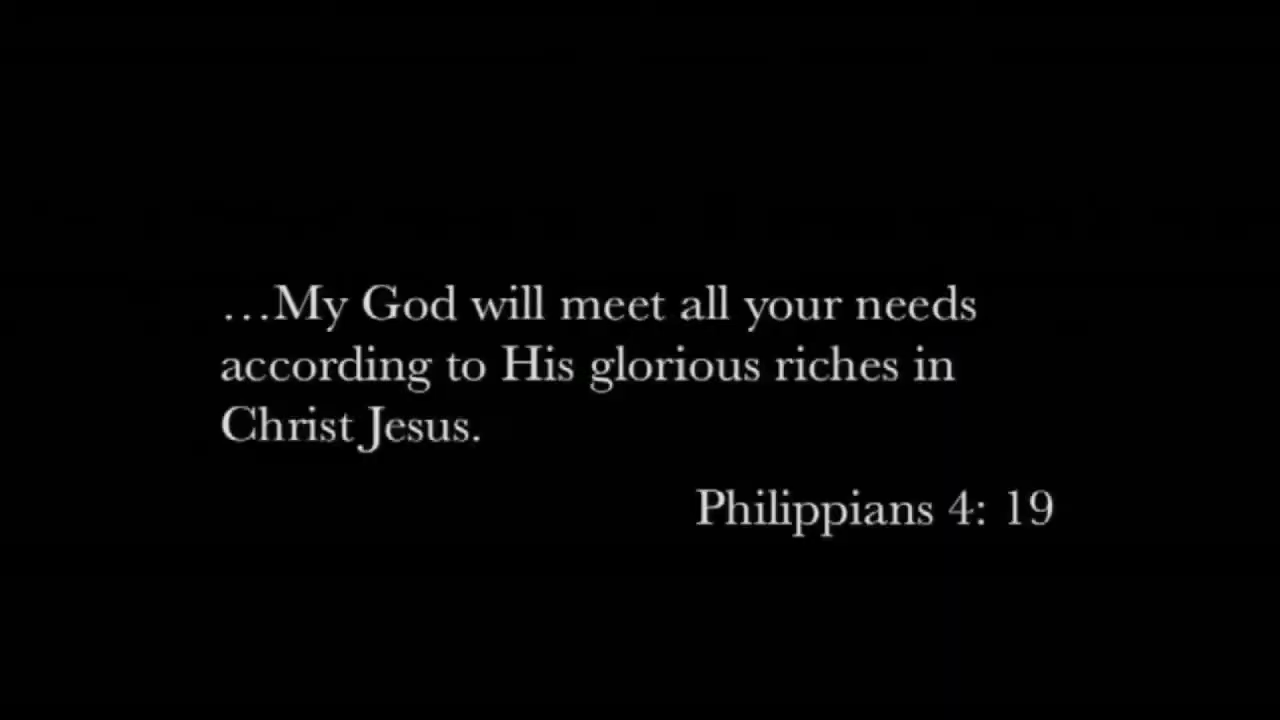 …My God will meet all your needs
according to His glorious riches in
Christ Jesus.
Philippians 4: 19